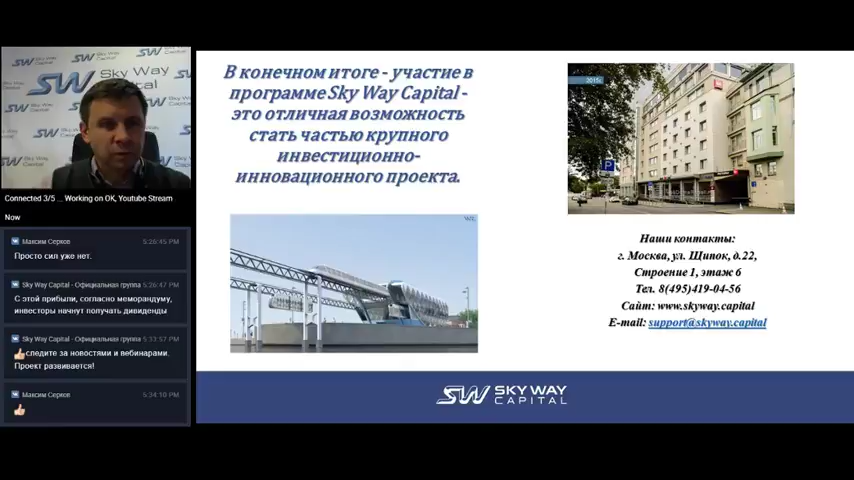 Sky Way
Capital
Connected 3/5 ... Working on OK, Youtube Stream
Now
Максим Серков 5:25:45 PM
Просто сил уже нет.
Sky Way Capital - Официальная группа 5:26:47 PM
С этой прибыли, согласно меморандуму,
инвесторы начнут получать дивиденды
Sky Way Capital - Официальная группа 5:33:57 PM
следите за новостями и вебинарами.
Проект развивается!
Максим Серков 5:34:10 PM
В конечном итоге - участие в
программе Sky Way Capital -
это отличная возможность
стать частью крупного
инвестиционно-
инновационного проекта.
2015г
Наши контакты:
г. Москва, ул. Щипок, д.22,
Строение 1, этаж 6
Тел. 8(495)419-04-56
Сайт: www.skyway.capital
E-mail: support@skyway.capital
SW SKY WAY
CAPITAL